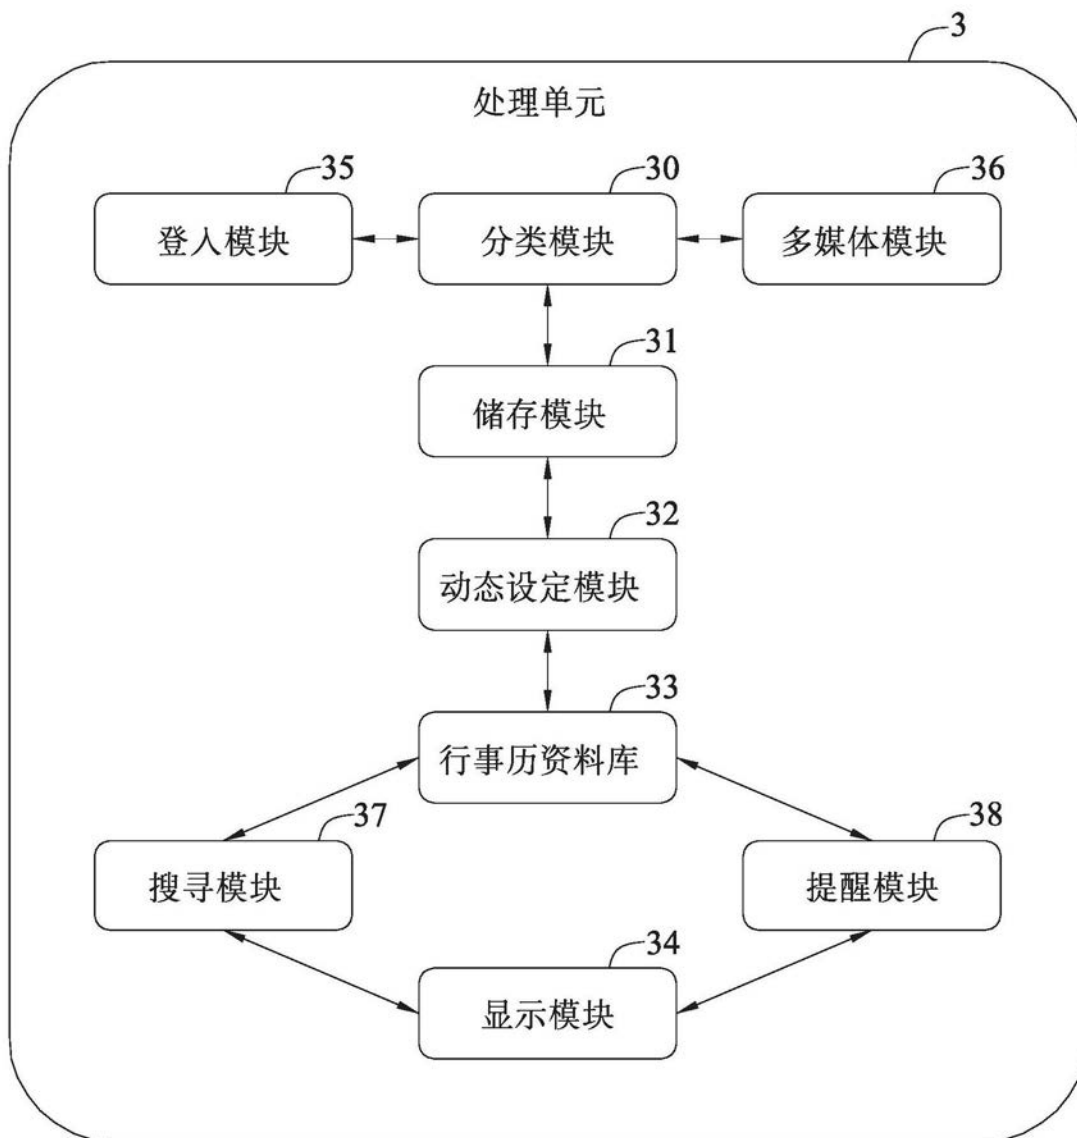 3
处理单元
35
30
36
登入模块
分类模块
多媒体模块
31
储存模块
32
动态设定模块
33
行事历资料库
37
38
搜寻模块
提醒模块
34
显示模块